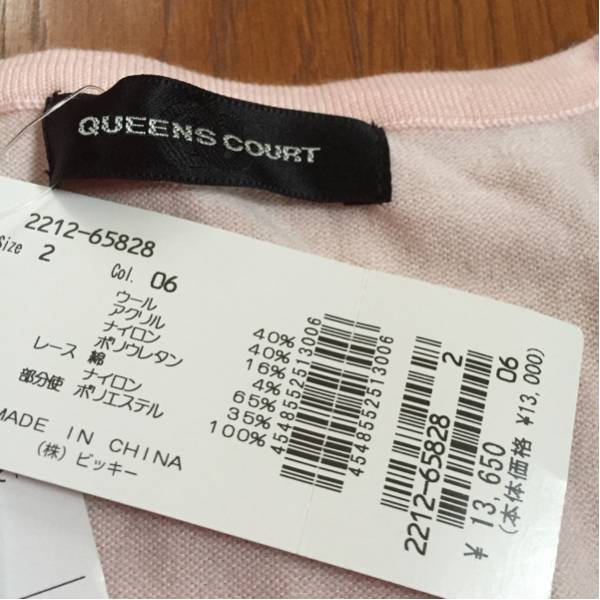 QUEENS COURT
2212-65828
Size 2 Col. 06
ウール 40%
アクリル 40%
ナイロン 16%
ポリウレタン 4%
レース 綿 65%
ナイロン 35%
部分使 ポリエステル 100%
MADE IN CHINA
(株) ビッキー
4548552513006
4548552513006
2212-65828 2 06
¥ 13,650
(本体価格 ¥13,000)